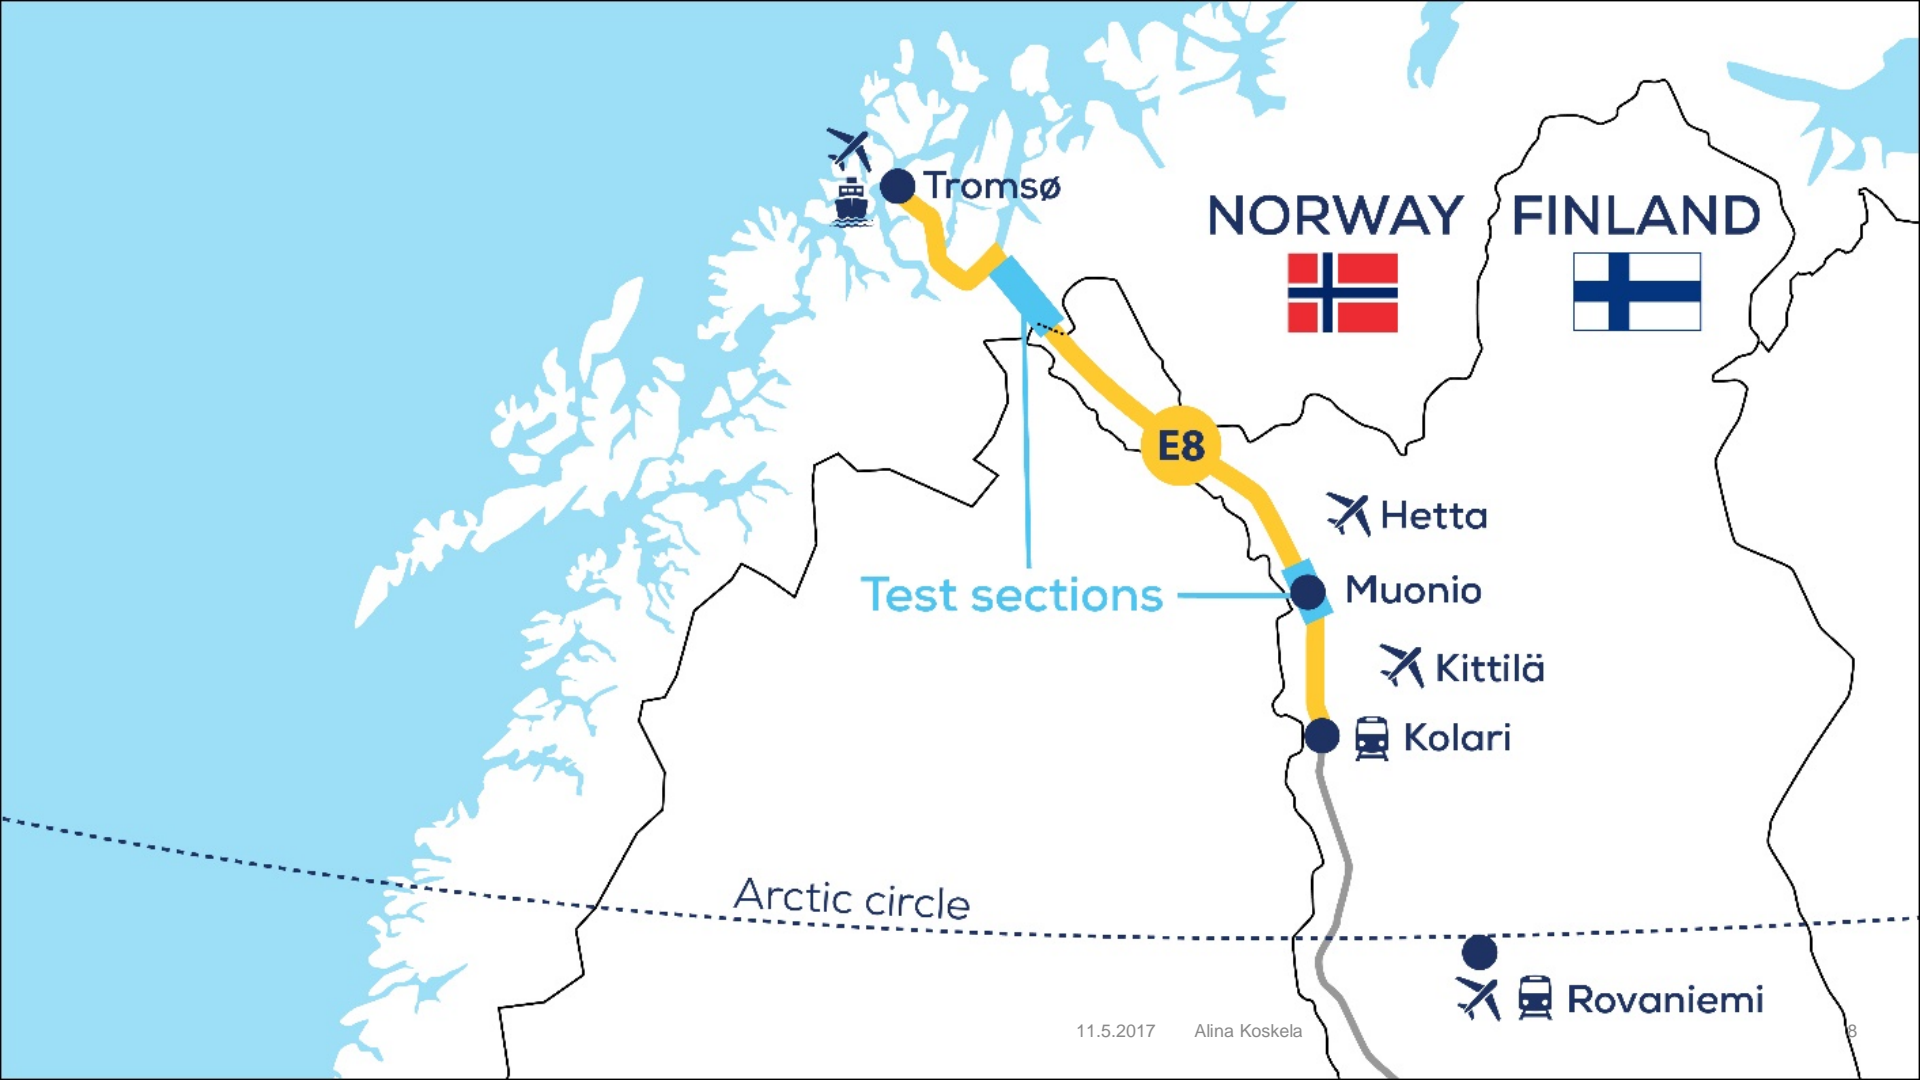 Tromsø
NORWAY
FINLAND
E8
Hetta
Test sections
Muonio
Kittilä
Kolari
Arctic circle
Rovaniemi
11.5.2017
Alina Koskela
8